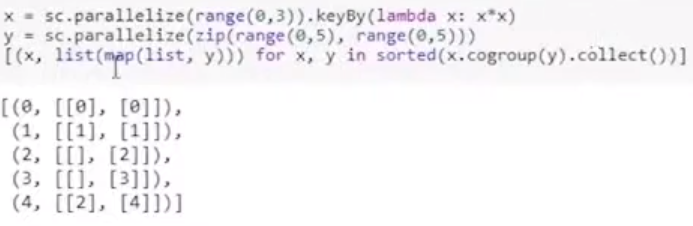 x = sc.parallelize(range(0,3)).keyBy(lambda x: x*x)
y = sc.parallelize(zip(range(0,5), range(0,5)))
[(x, list(map(list, y))) for x, y in sorted(x.cogroup(y).collect())]
[(0, [[0], [0]]),
(1, [[1], [1]]),
(2, [[], [2]]),
(3, [[], [3]]),
(4, [[2], [4]])]